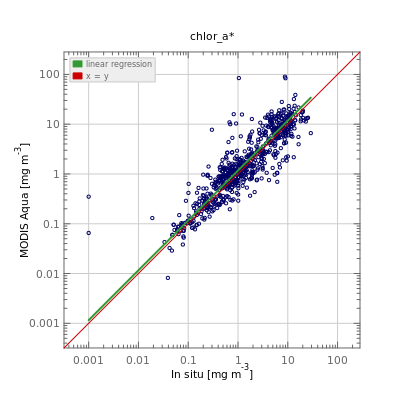 chlor_a*
linear regression
x = y
100
10
1
0.1
0.01
0.001
MODIS Aqua [mg m⁻³]
0.001 0.01 0.1 1 10 100
In situ [mg m⁻³]